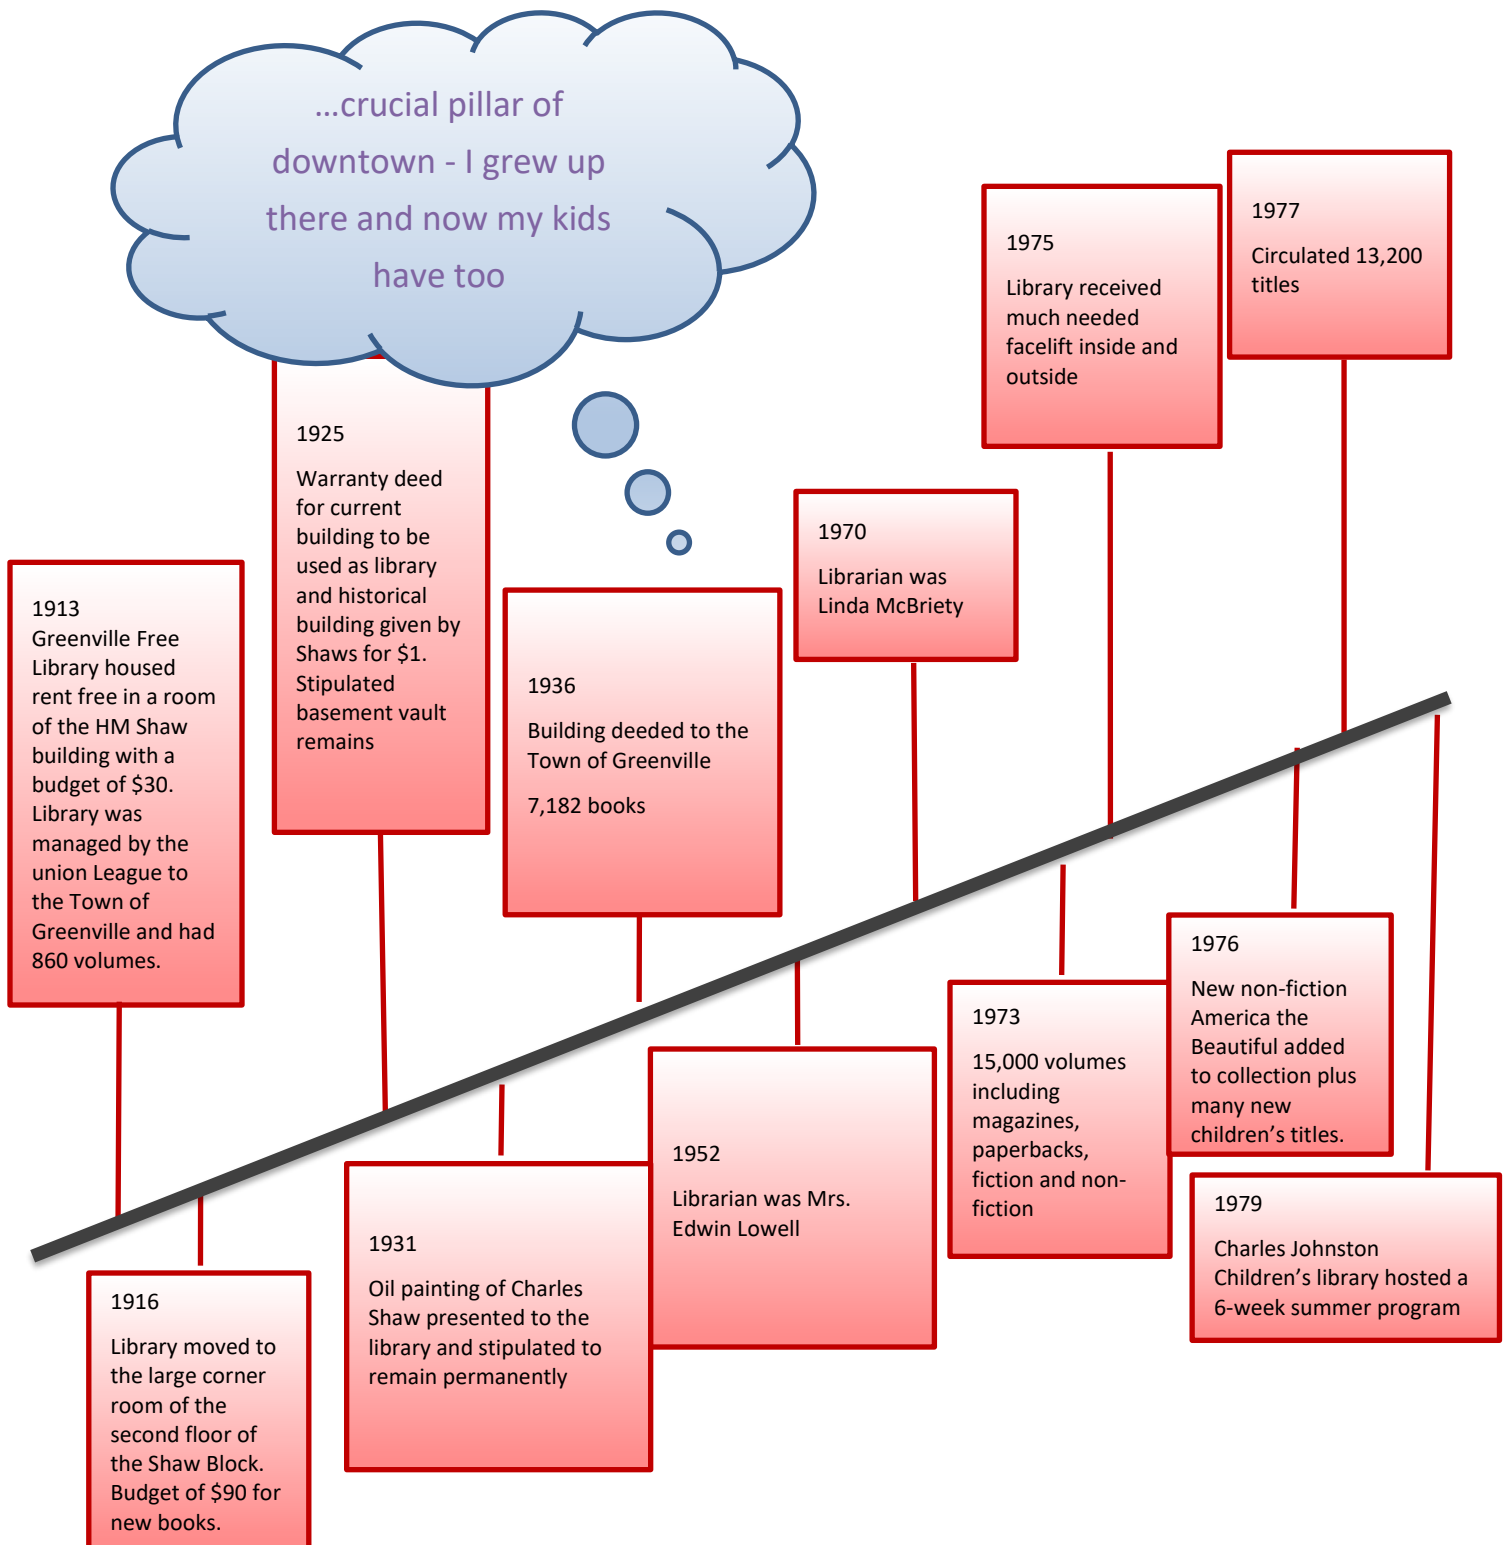 …crucial pillar of
downtown - I grew up
there and now my kids
have too
1913
Greenville Free
Library housed
rent free in a room
of the HM Shaw
building with a
budget of $30.
Library was
managed by the
union League to
the Town of
Greenville and had
860 volumes.
1916
Library moved to
the large corner
room of the
second floor of
the Shaw Block.
Budget of $90 for
new books.
1925
Warranty deed
for current
building to be
used as library
and historical
building given by
Shaws for $1.
Stipulated
basement vault
remains
1931
Oil painting of Charles
Shaw presented to the
library and stipulated to
remain permanently
1936
Building deeded to the
Town of Greenville
7,182 books
1952
Librarian was Mrs.
Edwin Lowell
1970
Librarian was
Linda McBriety
1973
15,000 volumes
including
magazines,
paperbacks,
fiction and non-
fiction
1975
Library received
much needed
facelift inside and
outside
1976
New non-fiction
America the
Beautiful added
to collection plus
many new
children’s titles.
1977
Circulated 13,200
titles
1979
Charles Johnston
Children’s library hosted a
6-week summer program